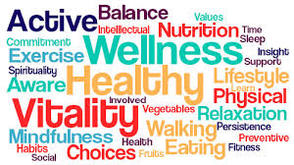 Active Balance Values
Commitment Intellectual Nutrition Time
Sleep
Exercise Wellness Insight
Spirituality Support
Aware Healthy Lifestyle
Learn
Vitality Involved Physical
Vegetables Relaxation
Mindfulness Walking Persistence
Habits Health Preventive
Social Choices Fruits Eating Fitness